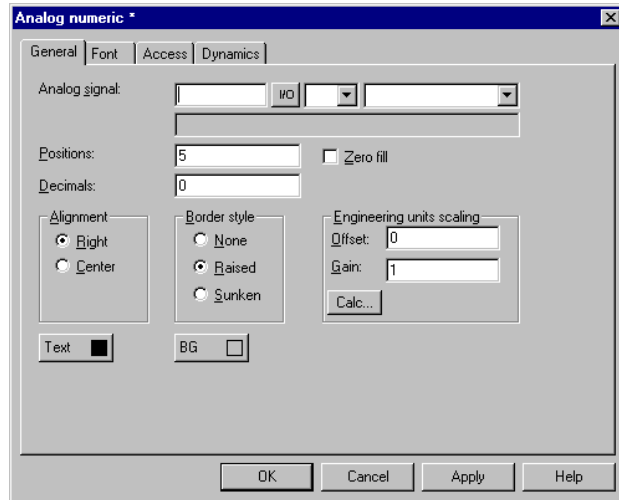 Analog numeric *
General Font Access Dynamics
Analog signal: I/O
Positions: 5 Zero fill
Decimals: 0
Alignment Border style Engineering units scaling
Right None Offset: 0
Center Raised Gain: 1
Sunken Calc...
Text BG
OK Cancel Apply Help